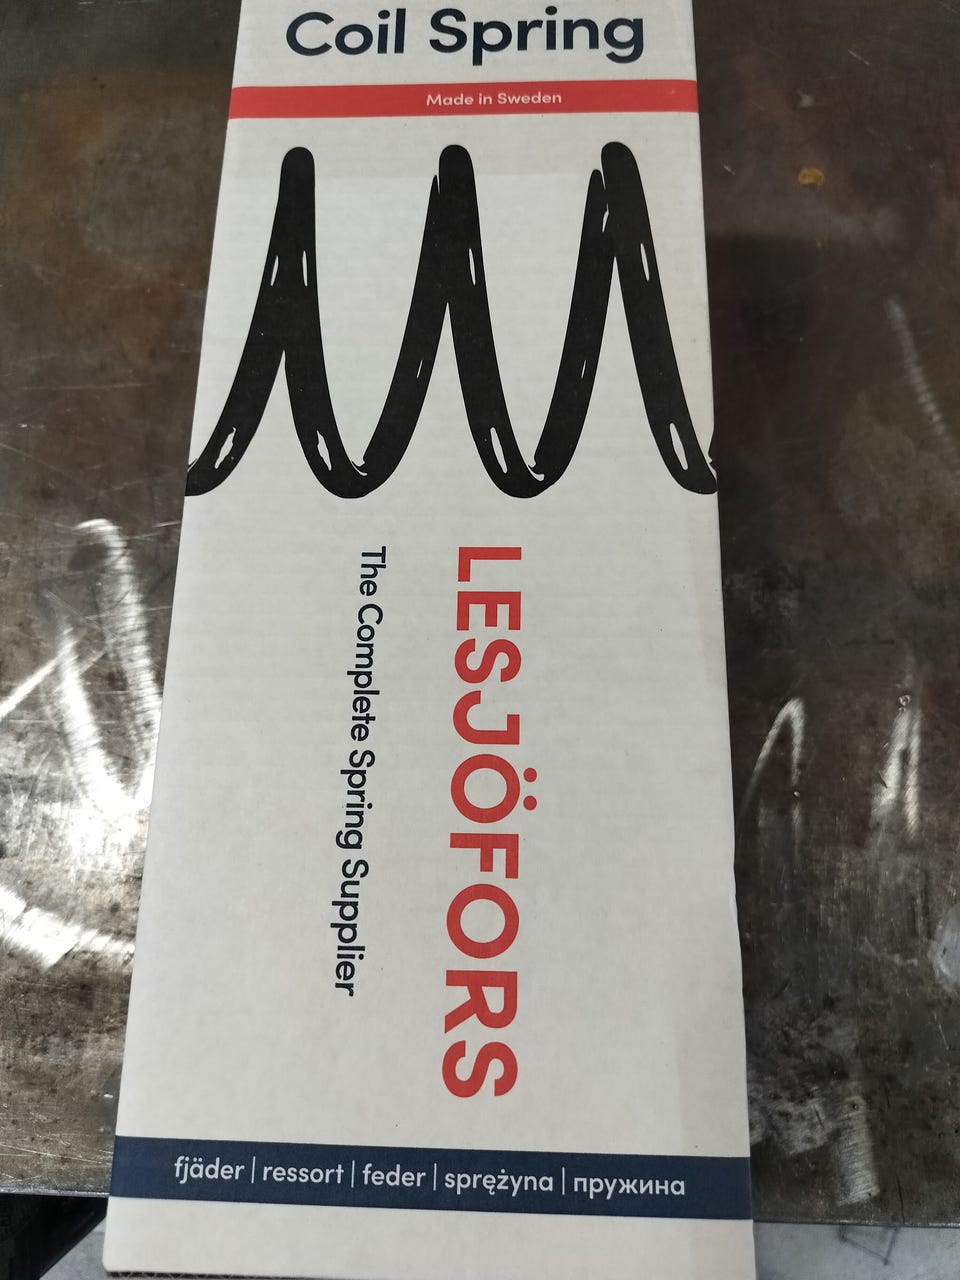 Coil Spring
Made in Sweden
LESJÖFORS
The Complete Spring Supplier
fjäder | ressort | feder | sprężyna | пружина